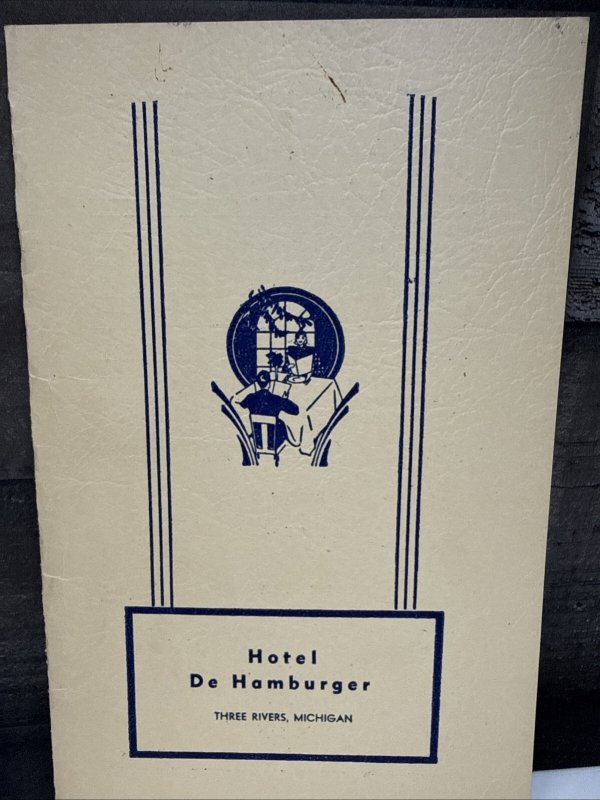 Hotel
De Hamburger
THREE RIVERS, MICHIGAN